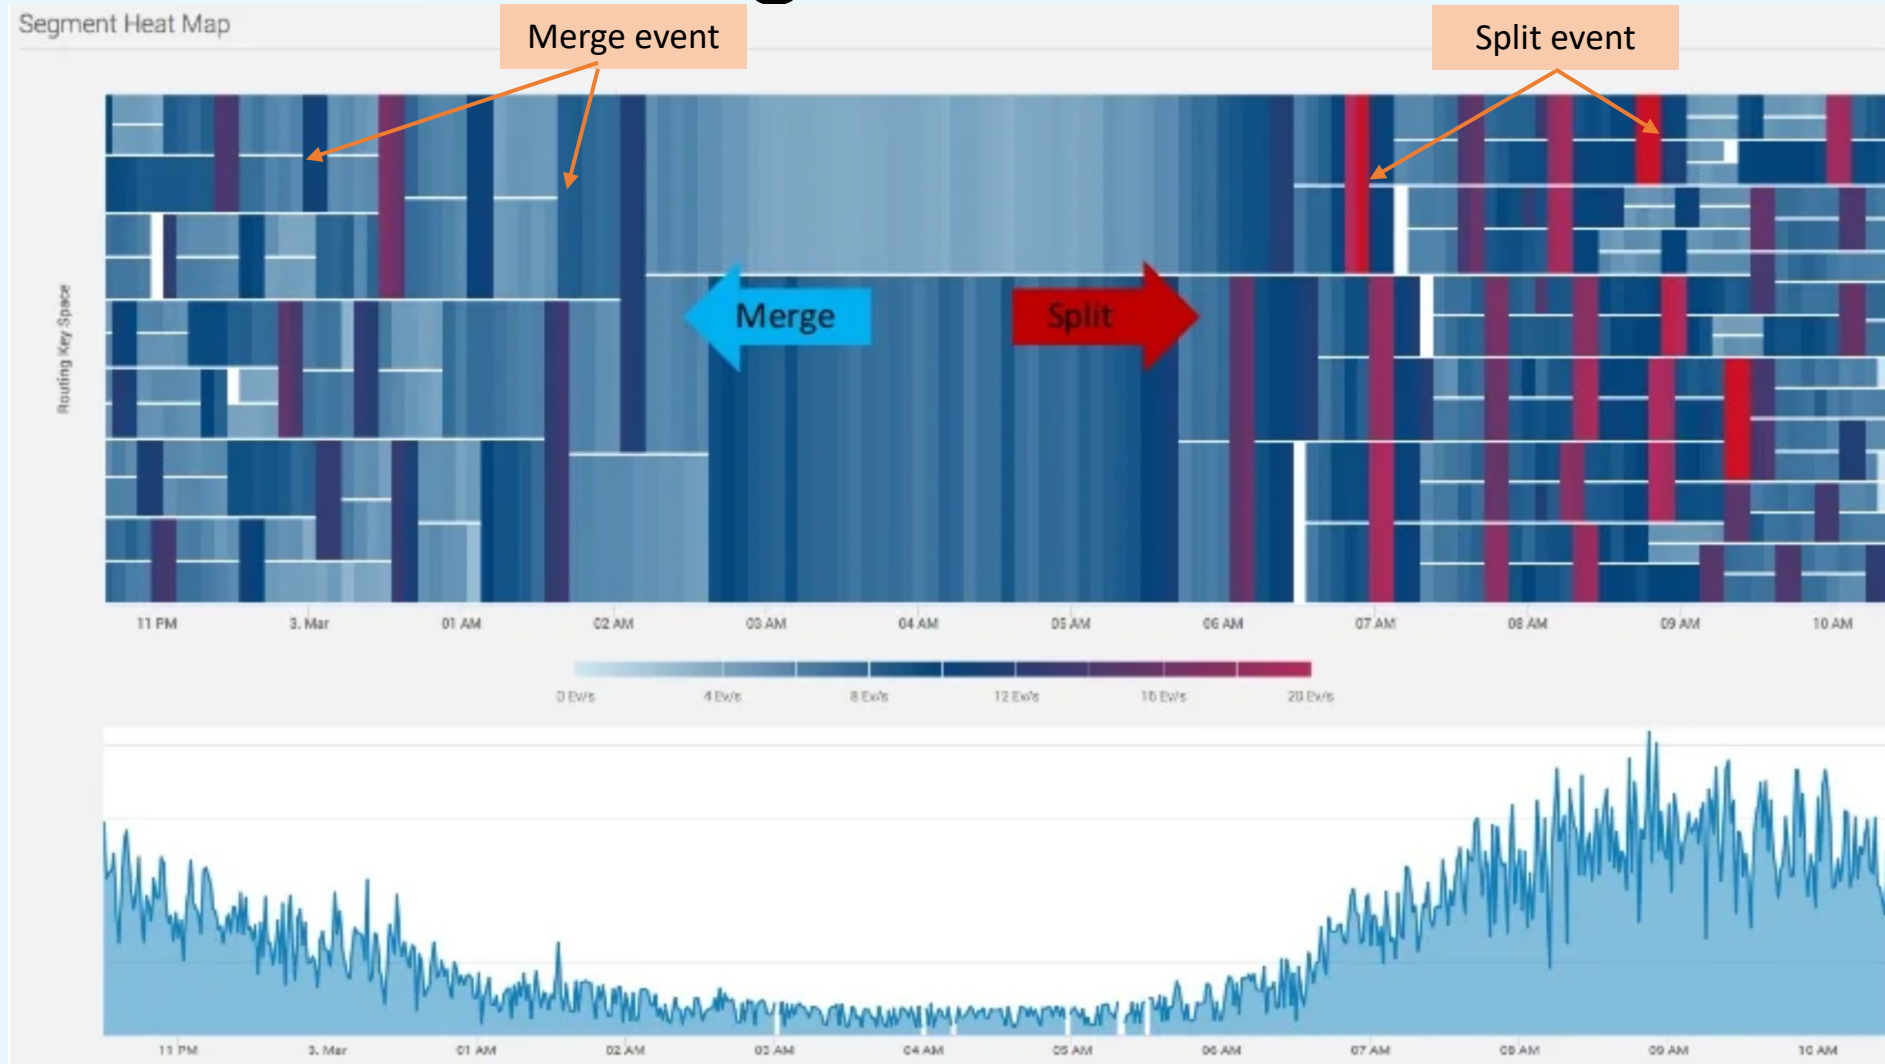 Segment Heat Map
Merge event
Split event
Routing Key Space
Merge
Split
11 PM 3. Mar 01 AM 02 AM 03 AM 04 AM 05 AM 06 AM 07 AM 08 AM 09 AM 10 AM
0 Ev/s 4 Ev/s 8 Ev/s 12 Ev/s 16 Ev/s 20 Ev/s
11 PM 3. Mar 01 AM 02 AM 03 AM 04 AM 05 AM 06 AM 07 AM 08 AM 09 AM 10 AM